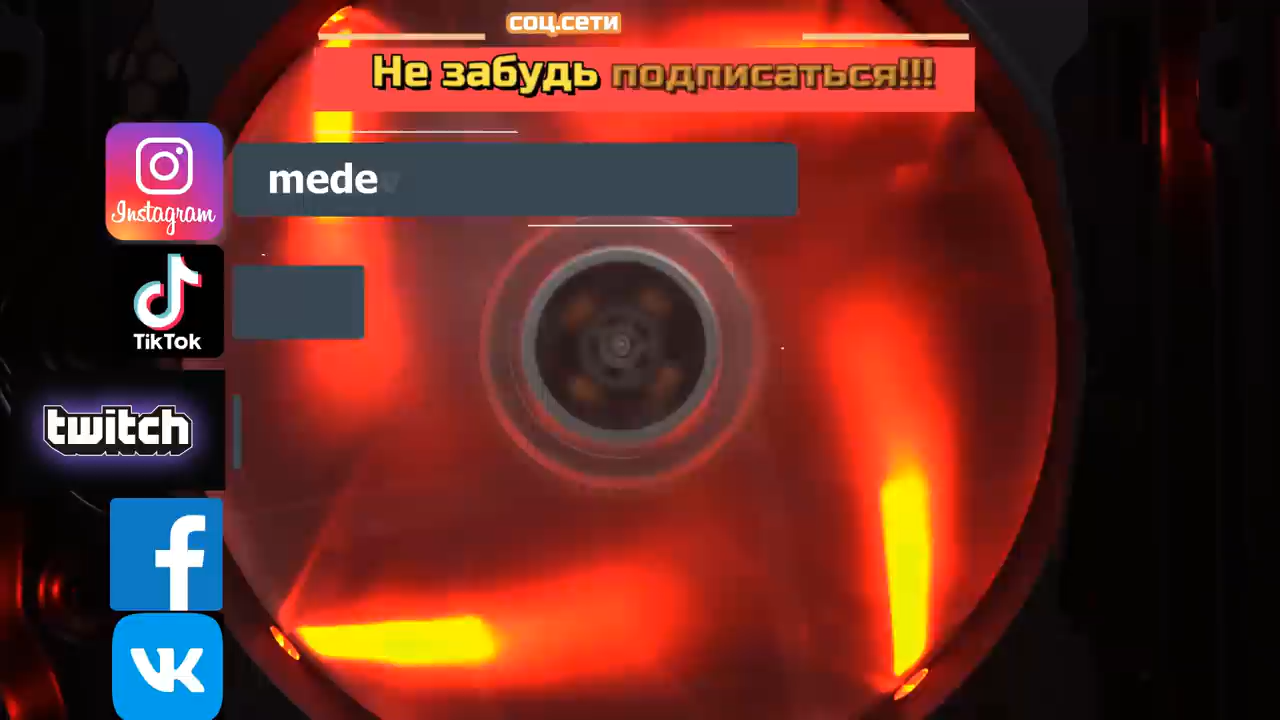 соц.сети
Не забудь подписаться!!!
Instagram
mede
TikTok
twitch